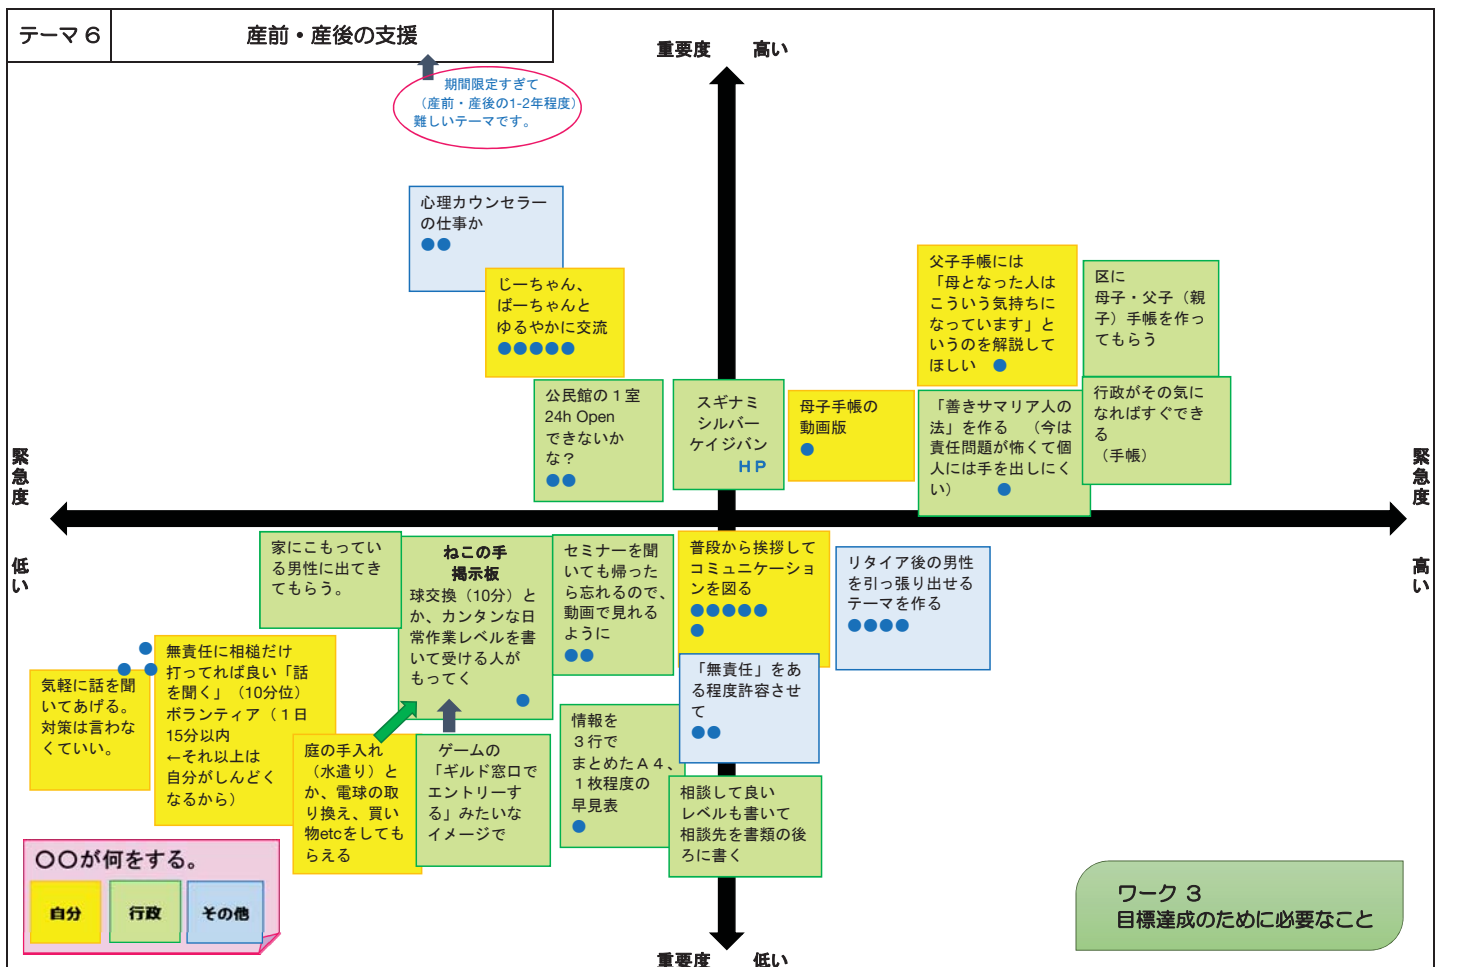 テーマ 6
産前・産後の支援
重要度　高い
期間限定すぎて
（産前・産後の1-2年程度）
難しいテーマです。
心理カウンセラー
の仕事か
じーちゃん、
ばーちゃんと
ゆるやかに交流
公民館の１室
24h Open
できないか
な？
スギナミ
シルバー
ケイジバン
ＨＰ
母子手帳の
動画版
父子手帳には
「母となった人は
こういう気持ちに
なっています」と
いうのを解説して
ほしい
区に
母子・父子（親
子）手帳を作っ
てもらう
「善きサマリア人の
法」を作る　（今は
責任問題が怖くて個
人には手を出しにく
い）
行政がその気に
なればすぐでき
る
（手帳）
緊急度　低い
緊急度　高い
家にこもってい
る男性に出てき
てもらう。
ねこの手
掲示板
球交換（10分）と
か、カンタンな日
常作業レベルを書
いて受ける人が
もってく
セミナーを聞
いても帰った
ら忘れるので、
動画で見れる
ように
普段から挨拶して
コミュニケーショ
ンを図る
リタイア後の男性
を引っ張り出せる
テーマを作る
気軽に話を聞
いてあげる。
対策は言わな
くていい。
無責任に相槌だけ
打ってれば良い「話
を聞く」（10分位）
ボランティア（１日
15分以内
←それ以上は
自分がしんどく
なるから）
庭の手入れ
（水遣り）と
か、電球の取
り換え、買い
物etcをしても
らえる
ゲームの
「ギルド窓口で
エントリーす
る」みたいな
イメージで
情報を
３行で
まとめたＡ４、
１枚程度の
早見表
「無責任」をあ
る程度許容させ
て
相談して良い
レベルも書いて
相談先を書類の後
ろに書く
〇〇が何をする。
自分
行政
その他
ワーク 3
目標達成のために必要なこと
重要度　低い